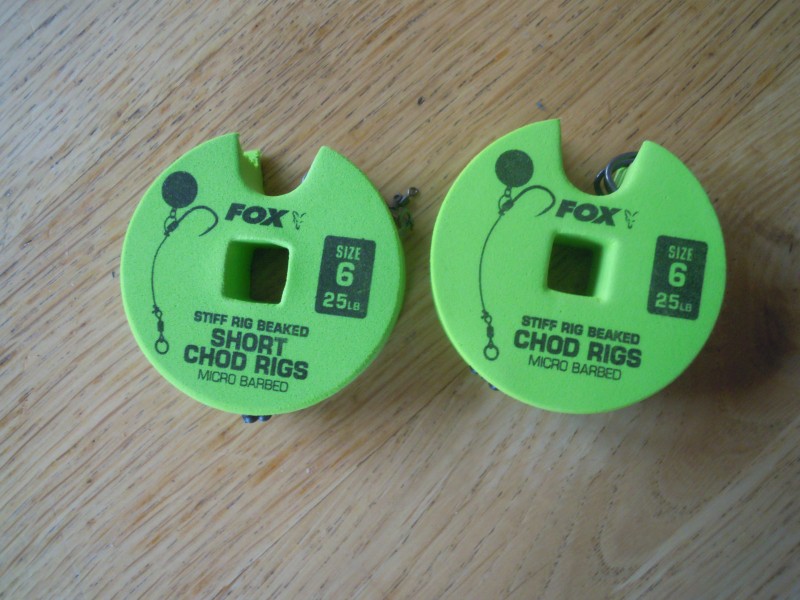 FOX
SIZE
6
25LB
STIFF RIG BEAKED
SHORT
CHOD RIGS
MICRO BARBED
FOX
SIZE
6
25LB
STIFF RIG BEAKED
CHOD RIGS
MICRO BARBED